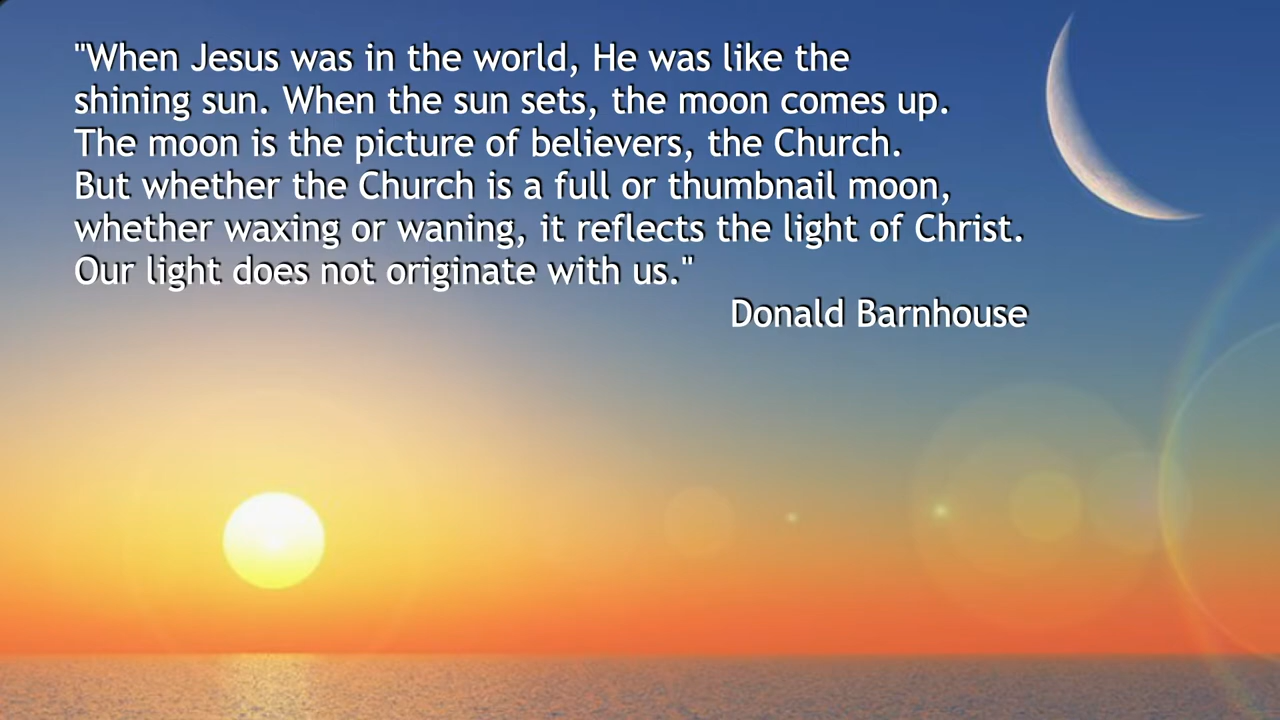 "When Jesus was in the world, He was like the
shining sun. When the sun sets, the moon comes up.
The moon is the picture of believers, the Church.
But whether the Church is a full or thumbnail moon,
whether waxing or waning, it reflects the light of Christ.
Our light does not originate with us."
Donald Barnhouse